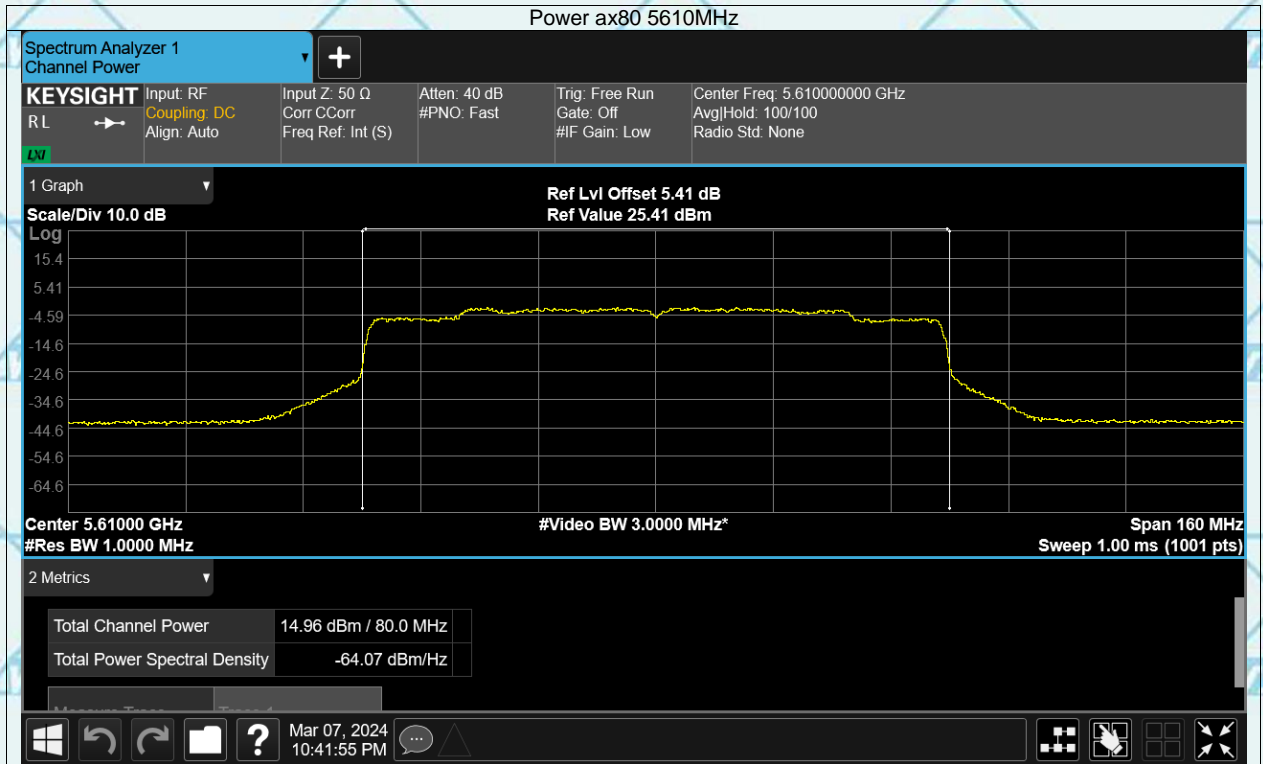 Power ax80 5610MHz
Spectrum Analyzer 1
Channel Power
KEYSIGHT
R L
LXI
Input: RF
Coupling: DC
Align: Auto
Input Z: 50 Ω
Corr CCorr
Freq Ref: Int (S)
Atten: 40 dB
#PNO: Fast
Trig: Free Run
Gate: Off
#IF Gain: Low
Center Freq: 5.610000000 GHz
Avg|Hold: 100/100
Radio Std: None
1 Graph
Scale/Div 10.0 dB
Ref Lvl Offset 5.41 dB
Ref Value 25.41 dBm
Log
15.4
5.41
-4.59
-14.6
-24.6
-34.6
-44.6
-54.6
-64.6
Center 5.61000 GHz
#Video BW 3.0000 MHz*
Span 160 MHz
#Res BW 1.0000 MHz
Sweep 1.00 ms (1001 pts)
2 Metrics
Total Channel Power 14.96 dBm / 80.0 MHz
Total Power Spectral Density -64.07 dBm/Hz
Mar 07, 2024
10:41:55 PM